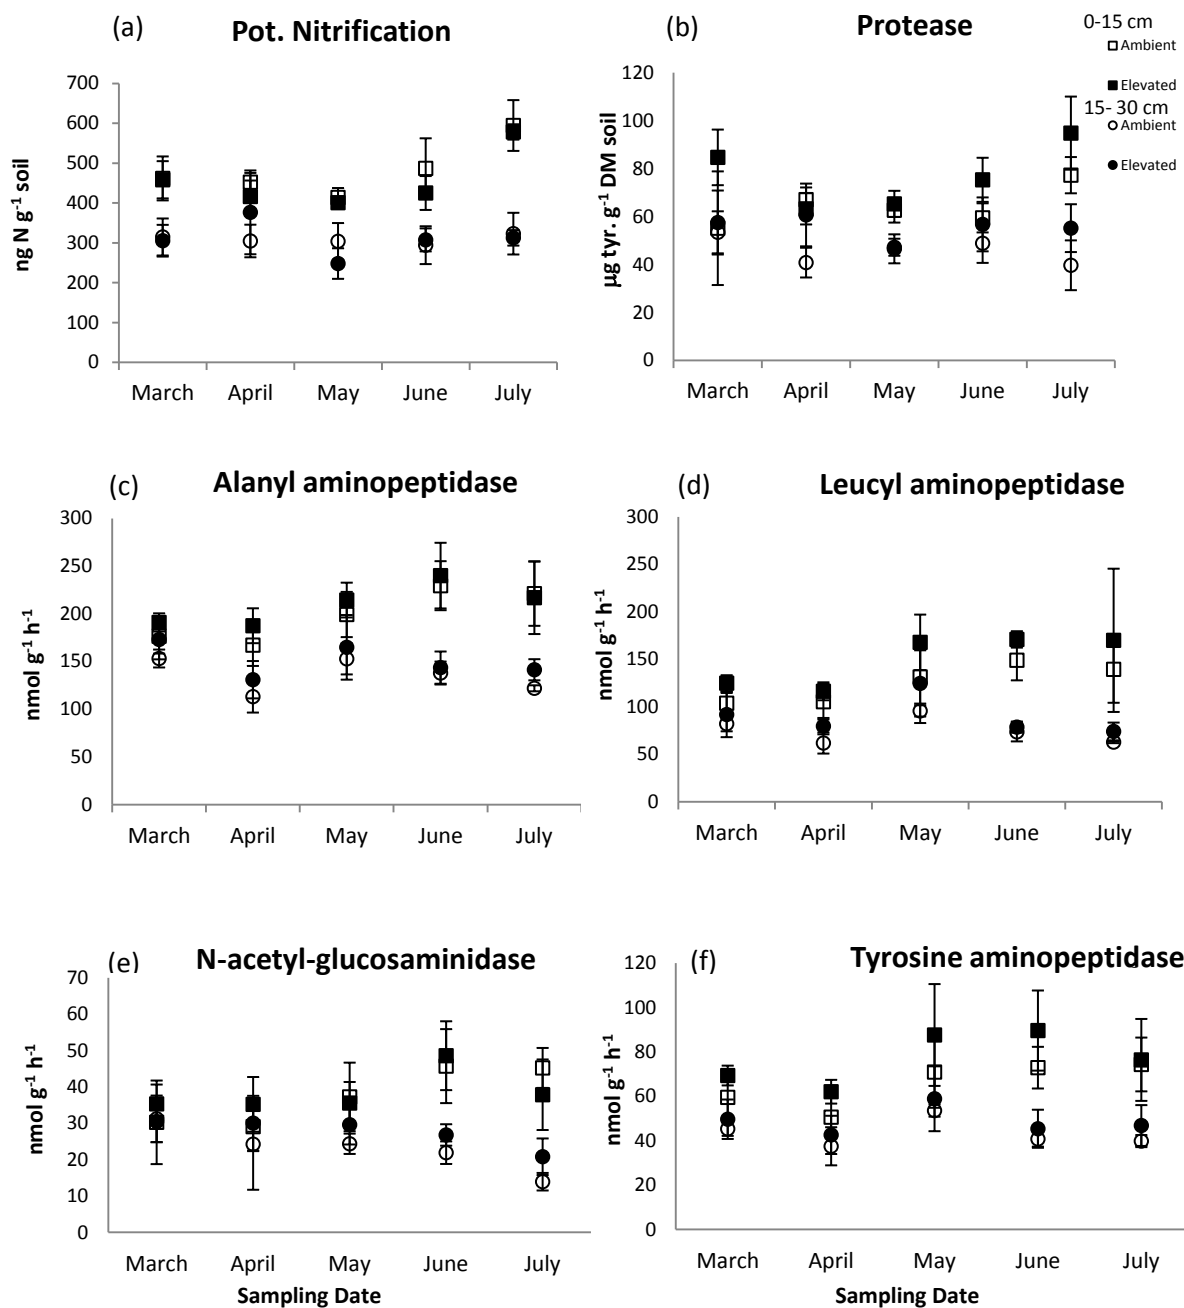 (a) Pot. Nitrification
700
600
500
400
300
200
100
0
ng N g⁻¹ soil
March April May June July
(b) Protease
0-15 cm
Ambient
Elevated
15- 30 cm
Ambient
Elevated
120
100
80
60
40
20
0
µg tyr. g⁻¹ DM soil
March April May June July
(c) Alanyl aminopeptidase
300
250
200
150
100
50
0
nmol g⁻¹ h⁻¹
March April May June July
(d) Leucyl aminopeptidase
300
250
200
150
100
50
0
nmol g⁻¹ h⁻¹
March April May June July
(e) N-acetyl-glucosaminidase
70
60
50
40
30
20
10
0
nmol g⁻¹ h⁻¹
March April May June July
Sampling Date
(f) Tyrosine aminopeptidase
120
100
80
60
40
20
0
nmol g⁻¹ h⁻¹
March April May June July
Sampling Date